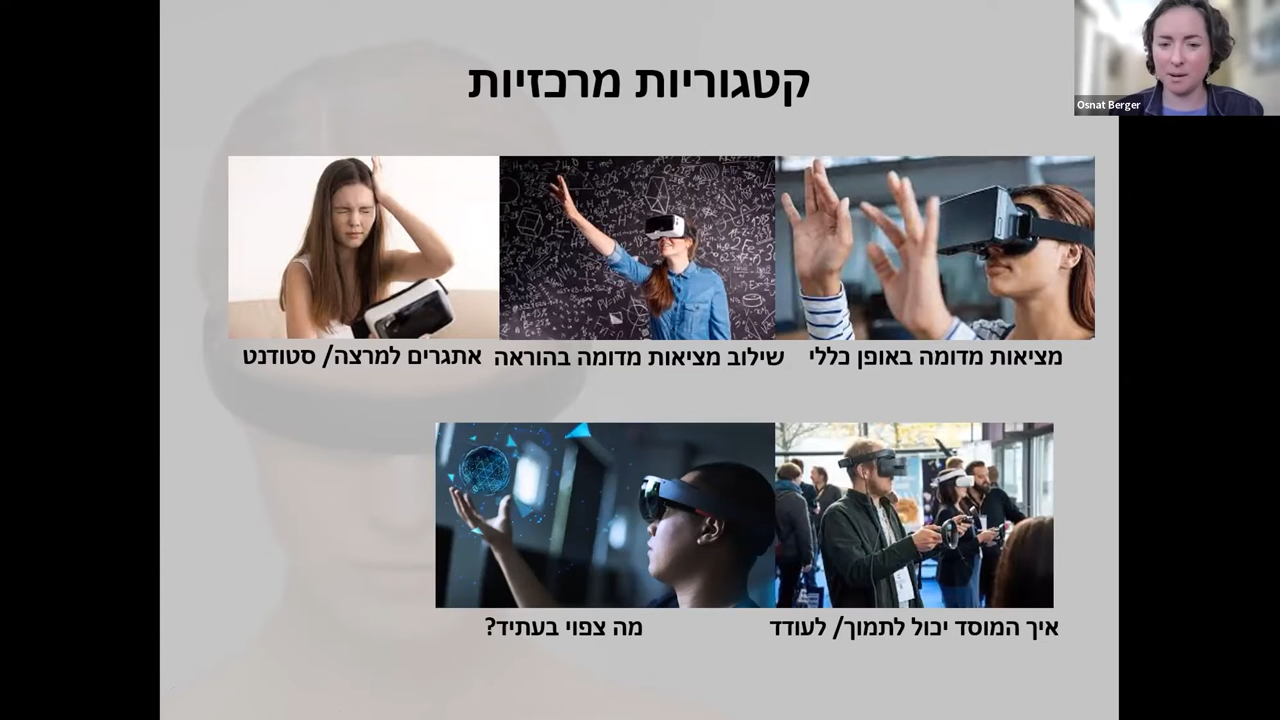 קטגוריות מרכזיות
Osnat Berger
מציאות מדומה באופן כללי
שילוב מציאות מדומה בהוראה
אתגרים למרצה/ סטודנט
איך המוסד יכול לתמוך/ לעודד
מה צפוי בעתיד?